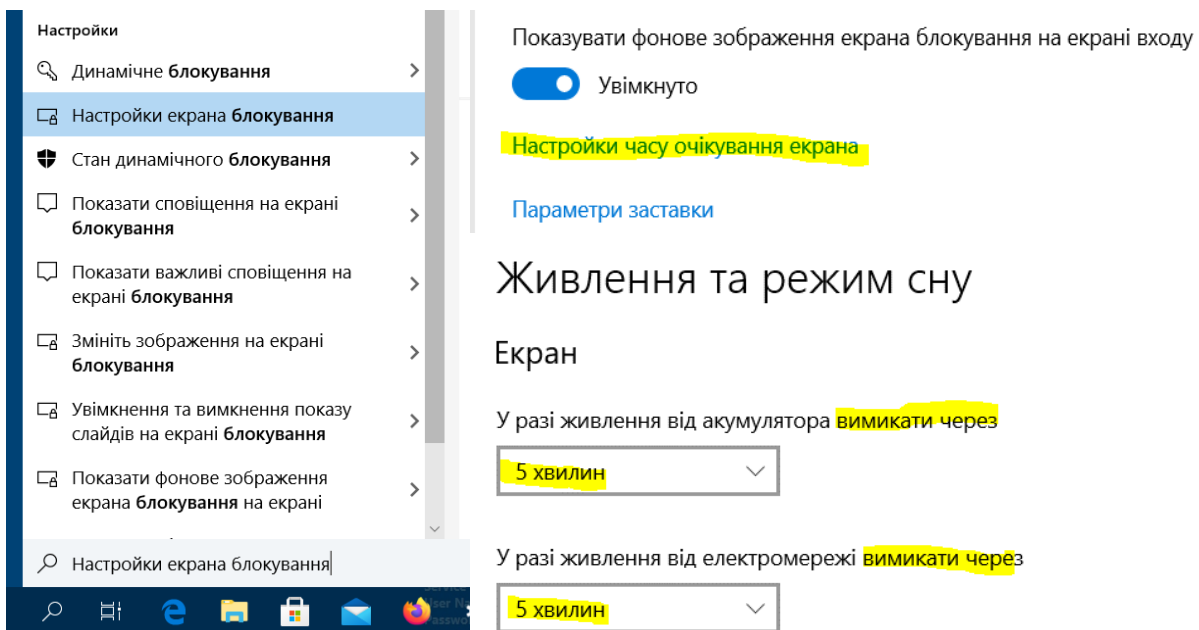 Настройки
Динамічне блокування
Настройки екрана блокування
Стан динамічного блокування
Показати сповіщення на екрані
блокування
Показати важливі сповіщення на
екрані блокування
Змініть зображення на екрані
блокування
Увімкнення та вимкнення показу
слайдів на екрані блокування
Показати фонове зображення
екрана блокування на екрані
Настройки екрана блокування
Показувати фонове зображення екрана блокування на екрані входу
Увімкнуто
Настройки часу очікування екрана
Параметри заставки
Живлення та режим сну
Екран
У разі живлення від акумулятора вимикати через
5 хвилин
У разі живлення від електромережі вимикати через
5 хвилин